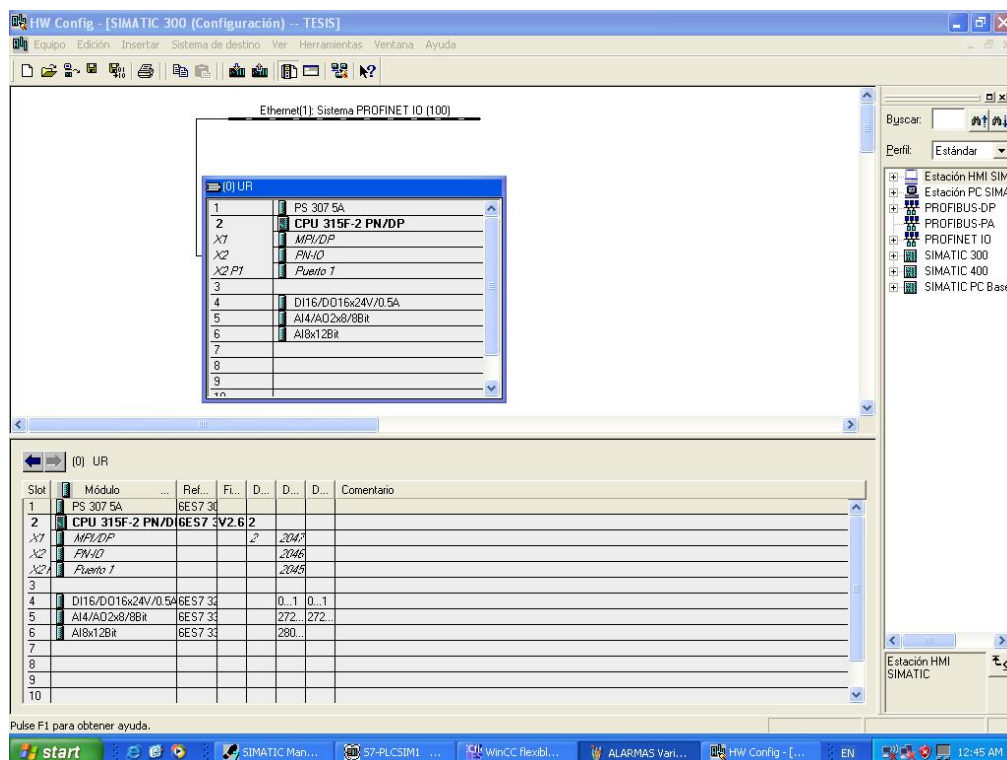 HW Config - [SIMATIC 300 (Configuración) -- TESIS]
Equipo Edición Insertar Sistema de destino Ver Herramientas Ventana Ayuda
Ethernet(1): Sistema PROFINET IO (100)
(0) UR
1 PS 307 5A
2 CPU 315F-2 PN/DP
X1 MPI/DP
X2 PN-IO
X2 P1 Puerto 1
3
4 DI16/DO16x24V/0.5A
5 AI4/AO2x8/8Bit
6 AI8x12Bit
7
8
9
10
Buscar:
Perfil: Estándar
Estación HMI SIM
Estación PC SIMA
PROFIBUS-DP
PROFIBUS-PA
PROFINET IO
SIMATIC 300
SIMATIC 400
SIMATIC PC Base
Estación HMI
SIMATIC
(0) UR
Slot Módulo ... Ref... Fi... D... D... D... Comentario
1 PS 307 5A 6ES7 30
2 CPU 315F-2 PN/D 6ES7 3 V2.6 2
X1 MPI/DP 2 2047
X2 PN-IO 2046
X2 Puerto 1 2045
3
4 DI16/DO16x24V/0.5A 6ES7 32 0...1 0...1
5 AI4/AO2x8/8Bit 6ES7 33 272... 272...
6 AI8x12Bit 6ES7 33 280...
7
8
9
10
Pulse F1 para obtener ayuda.
start SIMATIC Man... S7-PLCSIM1 ... WinCC flexibl... ALARMAS Vari... HW Config - [... EN 12:45 AM